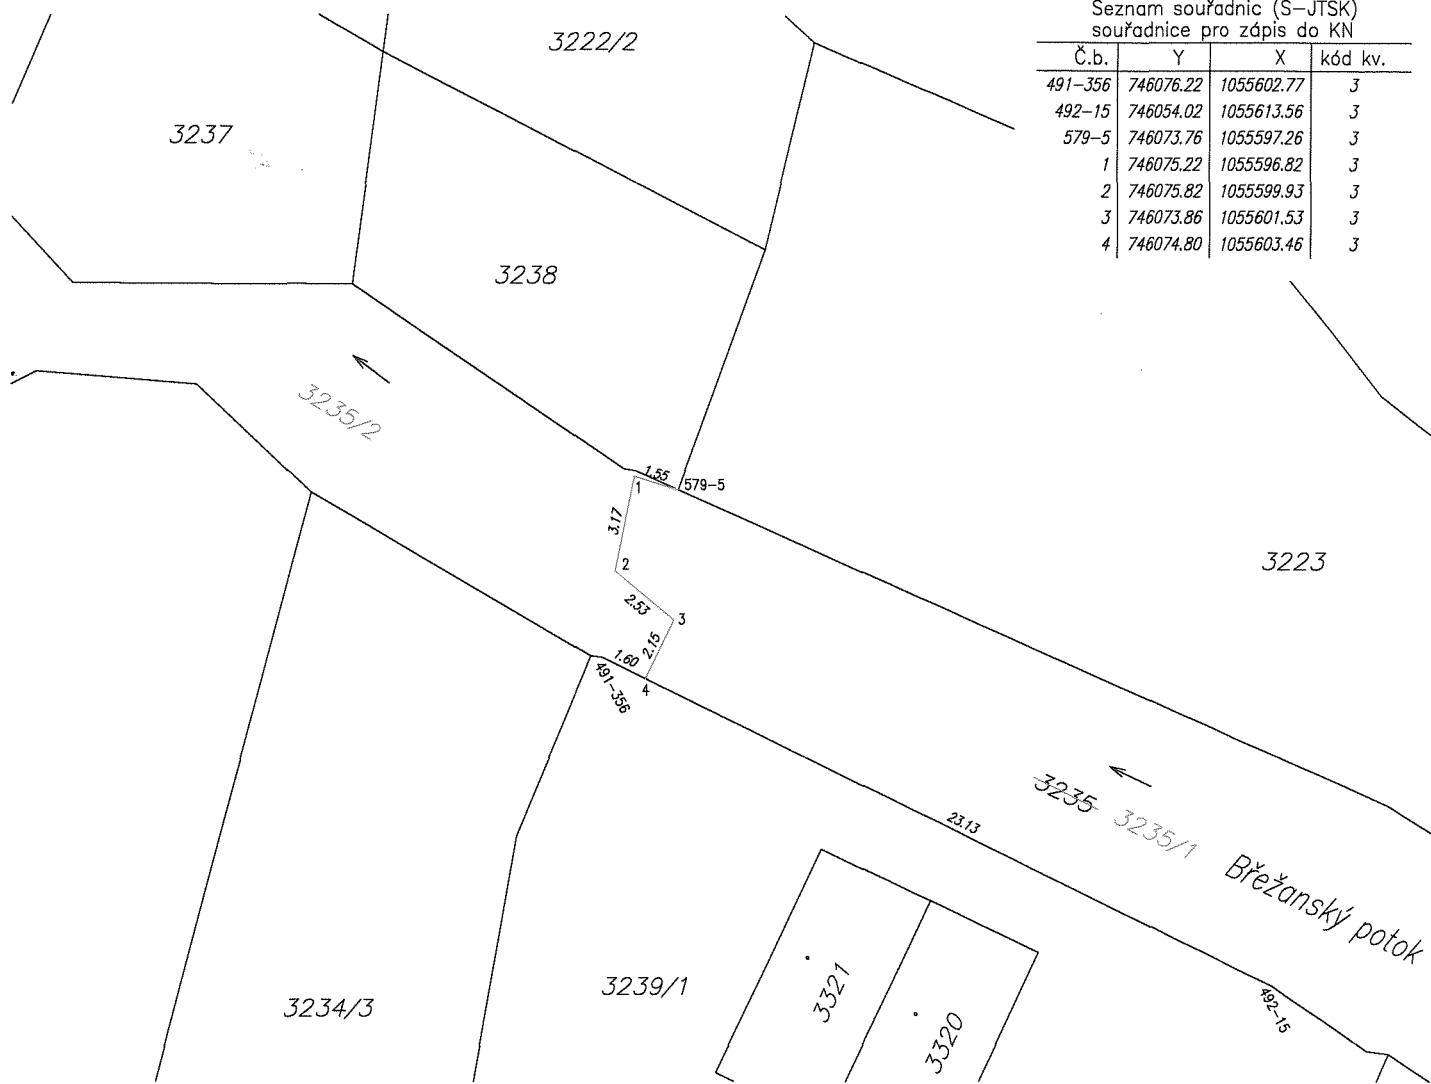 Seznam souřadnic (S-JTSK)
souřadnice pro zápis do KN
Č.b. Y X kód kv.
491-356 746076.22 1055602.77 3
492-15 746054.02 1055613.56 3
579-5 746073.76 1055597.26 3
1 746075.22 1055596.82 3
2 746075.82 1055599.93 3
3 746073.86 1055601.53 3
4 746074.80 1055603.46 3
3222/2
3237
3238
3235/2
1.55
579-5
1
3.17
2
2.53
3
2.15
1.60
4
491-356
3223
3235
3235/1
23.13
Břežanský potok
492-15
3234/3
3239/1
3321
3320